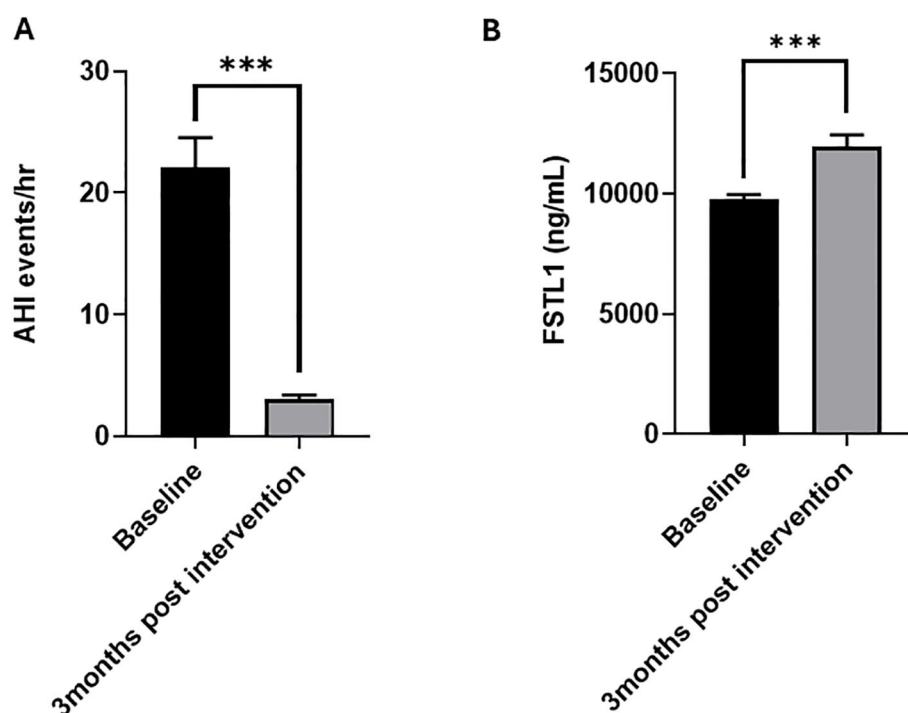 A
AHI events/hr
30
20
10
0
***
Baseline
3months post intervention
B
FSTL1 (ng/mL)
15000
10000
5000
0
***
Baseline
3months post intervention